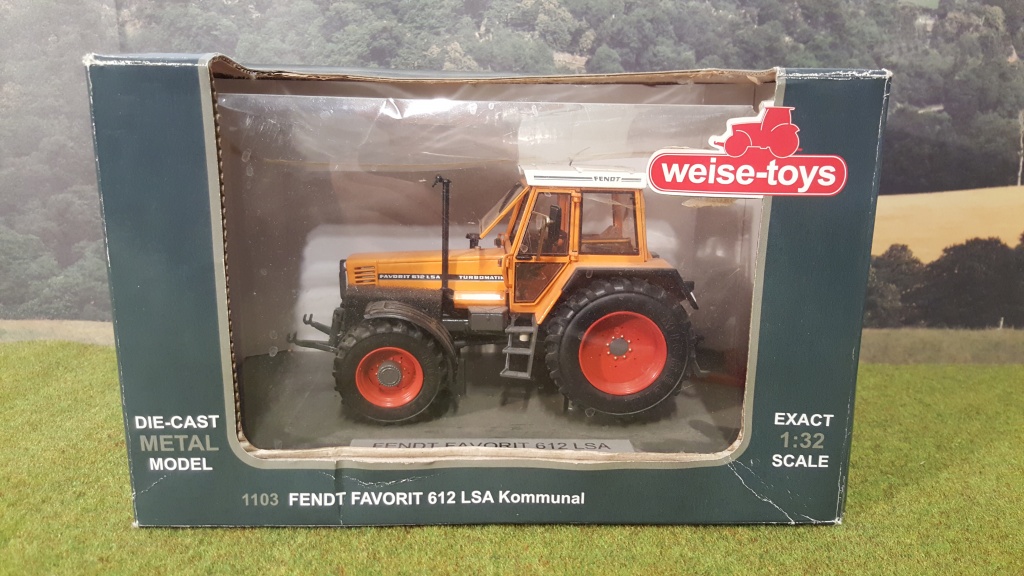 weise-toys
FENDT
FAVORIT 612 LSA TURBOMATIK
FENDT FAVORIT 612 LSA
DIE-CAST
METAL
MODEL
EXACT
1:32
SCALE
1103 FENDT FAVORIT 612 LSA Kommunal